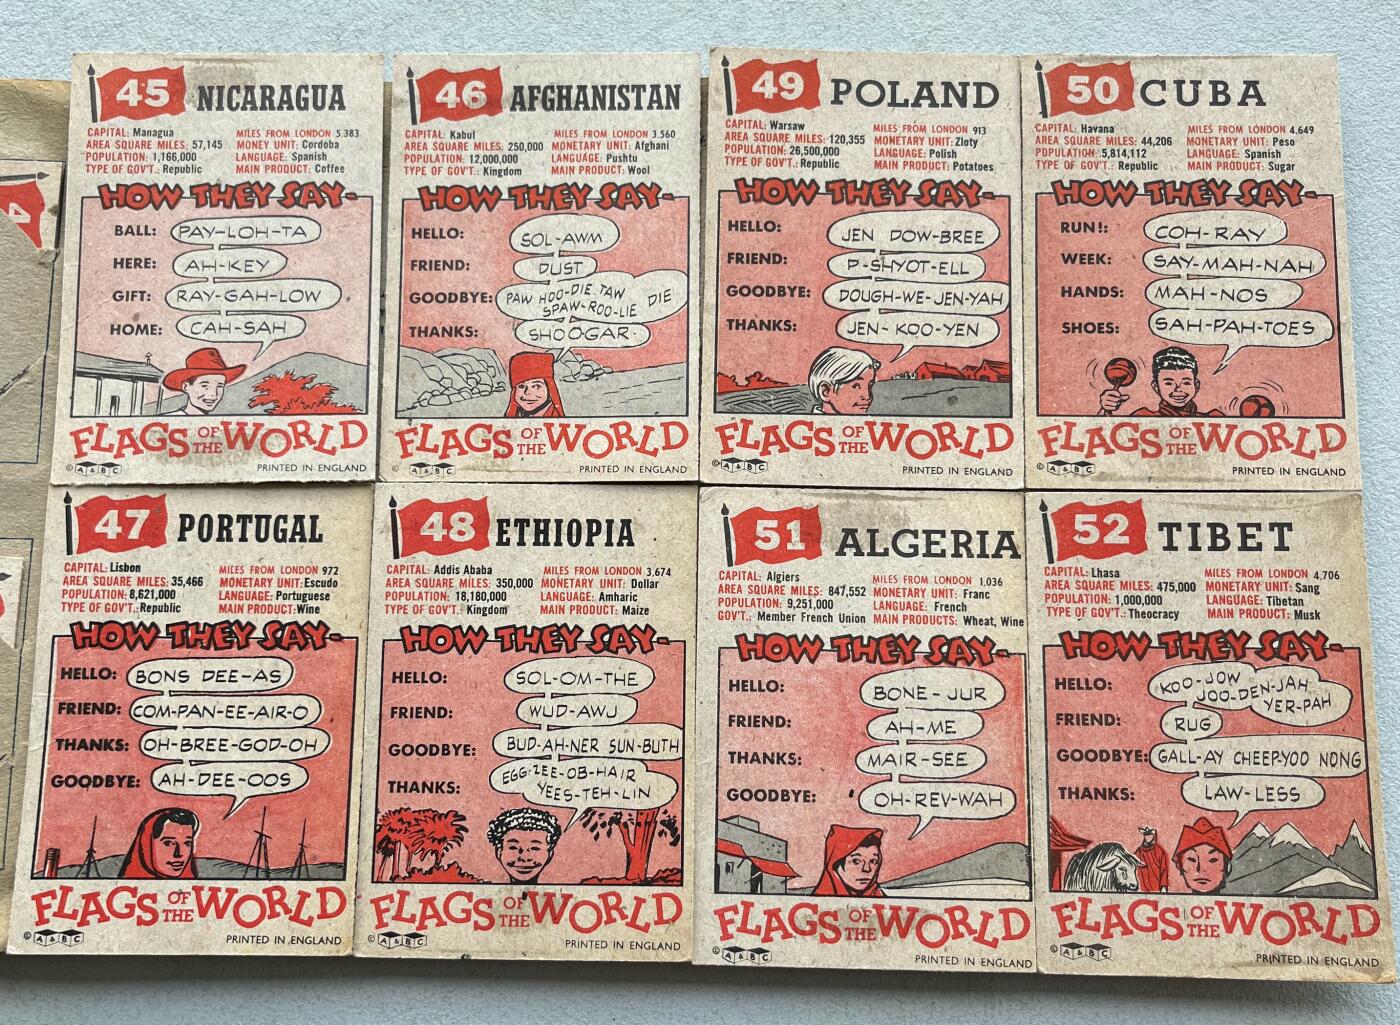 45 NICARAGUA
CAPITAL: Managua
AREA SQUARE MILES: 57,145
POPULATION: 1,166,000
TYPE OF GOV'T.: Republic
MILES FROM LONDON 5.383
MONEY UNIT: Cordoba
LANGUAGE: Spanish
MAIN PRODUCT: Coffee
HOW THEY SAY-
BALL: PAY-LOH-TA
HERE: AH-KEY
GIFT: RAY-GAH-LOW
HOME: CAH-SAH
FLAGS OF THE WORLD
© A & BC PRINTED IN ENGLAND
46 AFGHANISTAN
CAPITAL: Kabul
AREA SQUARE MILES: 250,000
POPULATION: 12,000,000
TYPE OF GOV'T.: Kingdom
MILES FROM LONDON 3.560
MONETARY UNIT: Afghani
LANGUAGE: Pushtu
MAIN PRODUCT: Wool
HOW THEY SAY-
HELLO: SOL-AWM
FRIEND: DUST
GOODBYE: PAW HOO-DIE TAW
SPAW-ROO-LIE DIE
THANKS: SHOOGAR
FLAGS OF THE WORLD
© A & BC PRINTED IN ENGLAND
49 POLAND
CAPITAL: Warsaw
AREA SQUARE MILES: 120,355
POPULATION: 26,500,000
TYPE OF GOV'T.: Republic
MILES FROM LONDON 913
MONETARY UNIT: Zloty
LANGUAGE: Polish
MAIN PRODUCT: Potatoes
HOW THEY SAY-
HELLO: JEN DOW-BREE
FRIEND: P-SHYOT-ELL
GOODBYE: DOUGH-WE-JEN-YAH
THANKS: JEN-KOO-YEN
FLAGS OF THE WORLD
© A & BC PRINTED IN ENGLAND
50 CUBA
CAPITAL: Havana
AREA SQUARE MILES: 44,206
POPULATION: 5,814,112
TYPE OF GOV'T.: Republic
MILES FROM LONDON 4.649
MONETARY UNIT: Peso
LANGUAGE: Spanish
MAIN PRODUCT: Sugar
HOW THEY SAY-
RUN!: COH-RAY
WEEK: SAY-MAH-NAH
HANDS: MAH-NOS
SHOES: SAH-PAH-TOES
FLAGS OF THE WORLD
© A & BC PRINTED IN ENGLAND
47 PORTUGAL
CAPITAL: Lisbon
AREA SQUARE MILES: 35,466
POPULATION: 8,621,000
TYPE OF GOV'T.: Republic
MILES FROM LONDON 972
MONETARY UNIT: Escudo
LANGUAGE: Portuguese
MAIN PRODUCT: Wine
HOW THEY SAY-
HELLO: BONS DEE-AS
FRIEND: COM-PAN-EE-AIR-O
THANKS: OH-BREE-GOD-OH
GOODBYE: AH-DEE-OOS
FLAGS OF THE WORLD
© A & BC PRINTED IN ENGLAND
48 ETHIOPIA
CAPITAL: Addis Ababa
AREA SQUARE MILES: 350,000
POPULATION: 18,180,000
TYPE OF GOV'T.: Kingdom
MILES FROM LONDON 3,674
MONETARY UNIT: Dollar
LANGUAGE: Amharic
MAIN PRODUCT: Maize
HOW THEY SAY-
HELLO: SOL-OM-THE
FRIEND: WUD-AWJ
GOODBYE: BUD-AH-NER SUN-BUTH
THANKS: EGG-ZEE-OB-HAIR
YEES-TEH-LIN
FLAGS OF THE WORLD
© A & BC PRINTED IN ENGLAND
51 ALGERIA
CAPITAL: Algiers
AREA SQUARE MILES: 847,552
POPULATION: 9,251,000
GOV'T.: Member French Union
MILES FROM LONDON 1,036
MONETARY UNIT: Franc
LANGUAGE: French
MAIN PRODUCTS: Wheat, Wine
HOW THEY SAY-
HELLO: BONE-JUR
FRIEND: AH-ME
THANKS: MAIR-SEE
GOODBYE: OH-REV-WAH
FLAGS OF THE WORLD
© A & BC PRINTED IN ENGLAND
52 TIBET
CAPITAL: Lhasa
AREA SQUARE MILES: 475,000
POPULATION: 1,000,000
TYPE OF GOV'T.: Theocracy
MILES FROM LONDON 4,706
MONETARY UNIT: Sang
LANGUAGE: Tibetan
MAIN PRODUCT: Musk
HOW THEY SAY-
HELLO: KOO-JOW
JOO-DEN-JAH
YER-PAH
FRIEND: RUG
GOODBYE: GALL-AY CHEEP-YOO NONG
THANKS: LAW-LESS
FLAGS OF THE WORLD
© A & BC PRINTED IN ENGLAND